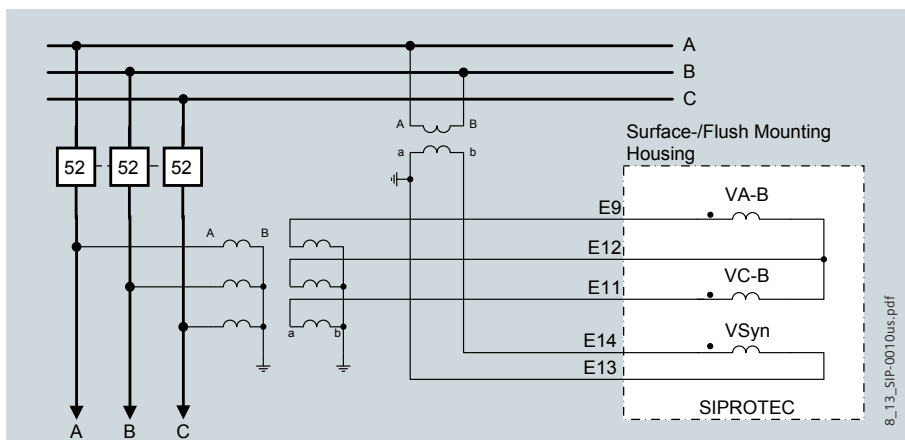 A
B
C
A B
Surface-/Flush Mounting
Housing
a b
52 52 52
VA-B
E9
A B
E12
VC-B
E11
a b
VSyn
E14
E13
SIPROTEC
A B C
8_13_SIP-0010us.pdf